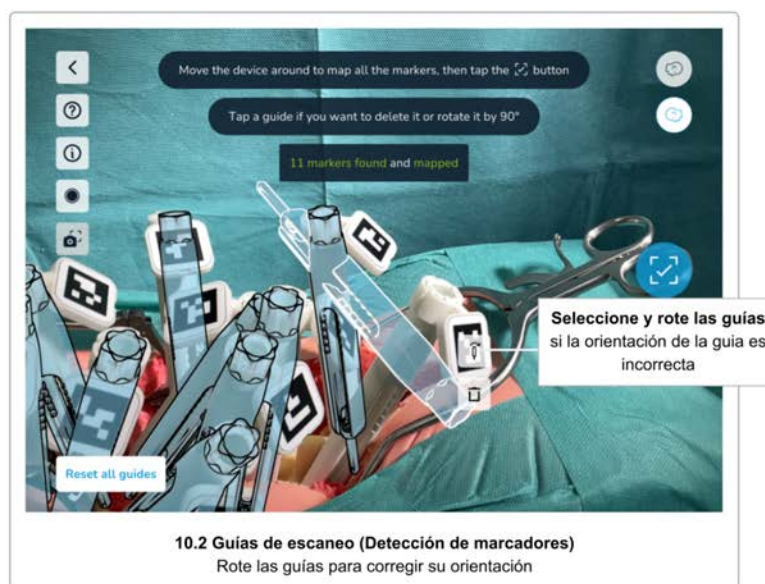 Move the device around to map all the markers, then tap the button
Tap a guide if you want to delete it or rotate it by 90°
11 markers found and mapped
Seleccione y rote las guías
si la orientación de la guia es
incorrecta
Reset all guides
10.2 Guías de escaneo (Detección de marcadores)
Rote las guías para corregir su orientación